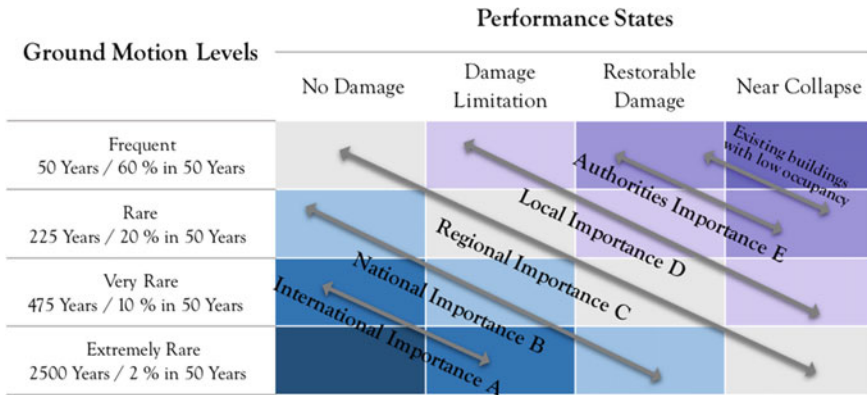 Performance States
Ground Motion Levels
No Damage
Damage
Limitation
Restorable
Damage
Near Collapse
Frequent
50 Years / 60 % in 50 Years
Rare
225 Years / 20 % in 50 Years
Very Rare
475 Years / 10 % in 50 Years
Extremely Rare
2500 Years / 2 % in 50 Years
Existing buildings
with low occupancy
Authorities Importance E
Local Importance D
Regional Importance C
National Importance B
International Importance A